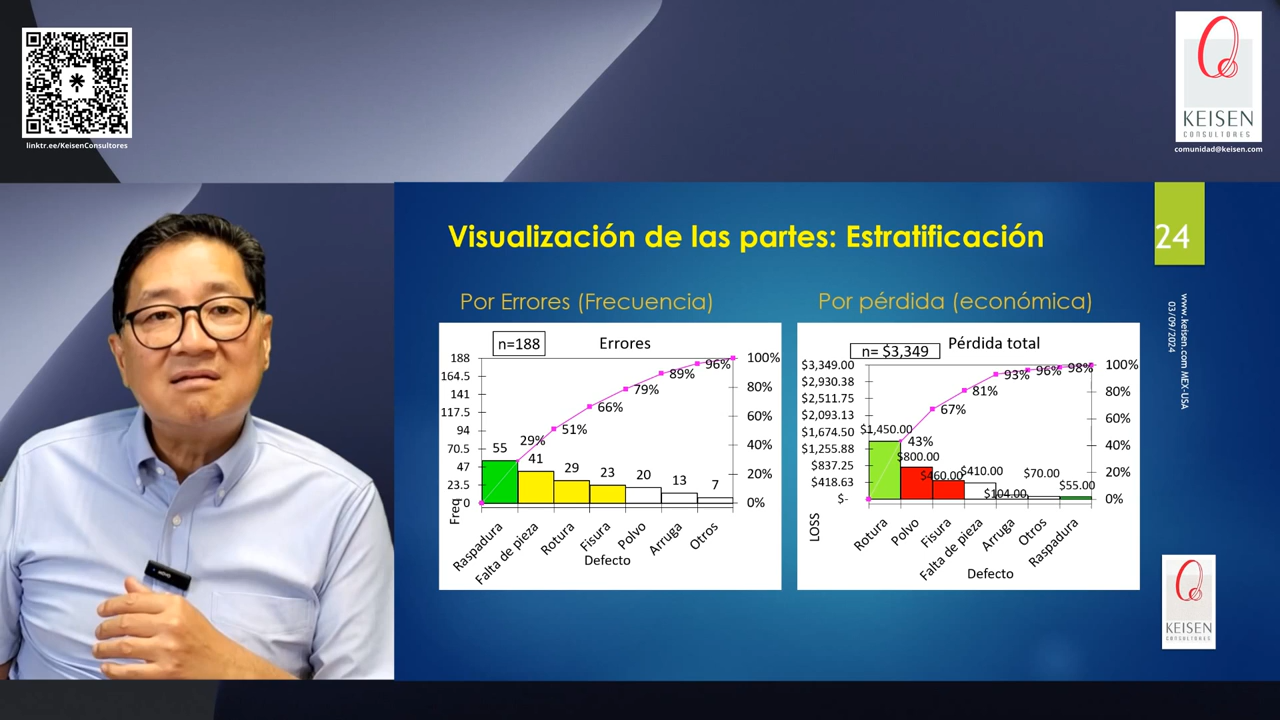 linktr.ee/KeisenConsultores
KEISEN
CONSULTORES
comunidad@keisen.com
Visualización de las partes: Estratificación
24
www.keisen.com MEX-USA
03/09/2024
Por Errores (Frecuencia)
Por pérdida (económica)
n=188
Errores
188
164.5
141
117.5
94
70.5
47
23.5
0
Freq
55
41
29
23
20
13
7
29%
51%
66%
79%
89%
96%
100%
80%
60%
40%
20%
0%
Raspadura
Falta de pieza
Rotura
Fisura
Polvo
Arruga
Otros
Defecto
n= $3,349
Pérdida total
$3,349.00
$2,930.38
$2,511.75
$2,093.13
$1,674.50
$1,255.88
$837.25
$418.63
$-
LOSS
$1,450.00
$800.00
$460.00
$410.00
$104.00
$70.00
$55.00
43%
67%
81%
93%
96%
98%
100%
80%
60%
40%
20%
0%
Rotura
Polvo
Fisura
Falta de pieza
Arruga
Otros
Raspadura
Defecto
KEISEN
CONSULTORES